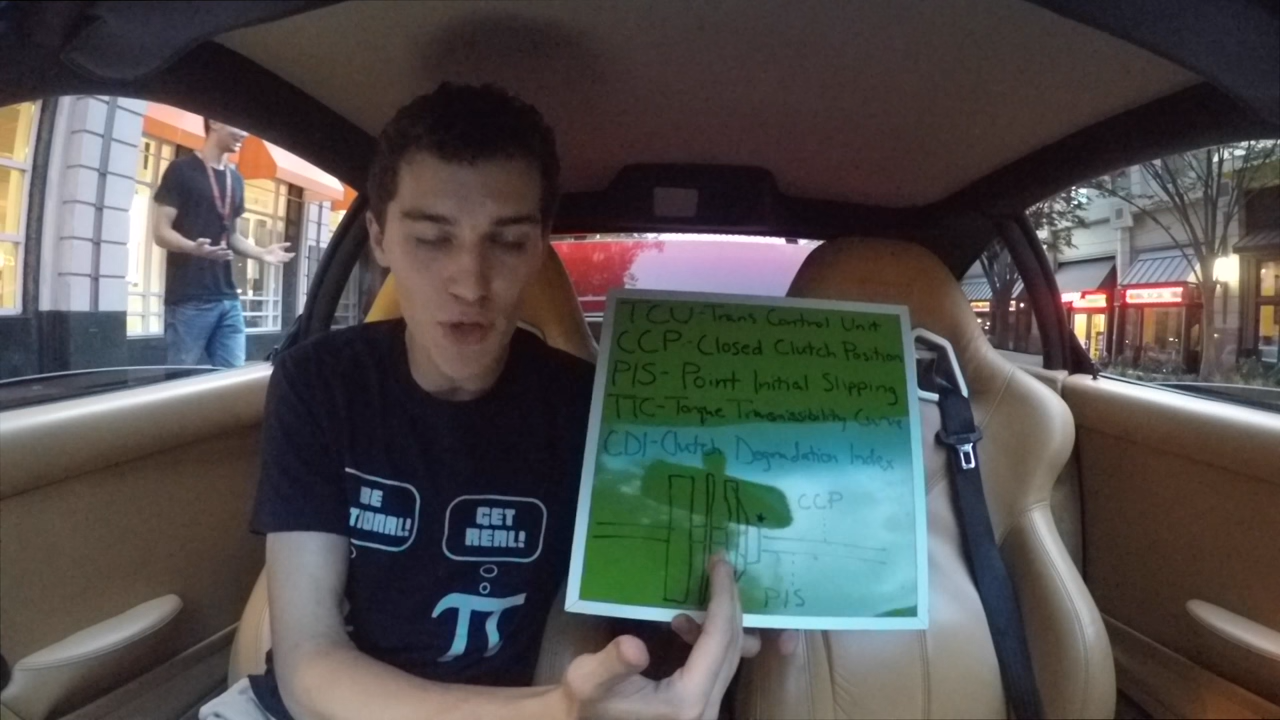 TCU-Trans Control Unit
CCP-Closed Clutch Position
PIS-Point Initial Slipping
TTC-Torque Transmissibility Curve
CDI-Clutch Degradation Index
CCP
PIS
BE
TIONAL!
GET
REAL!
π